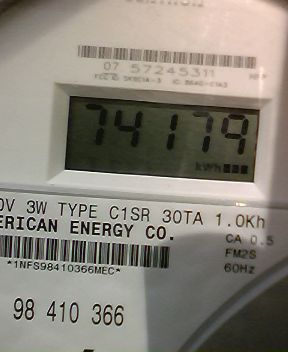 07 57245311
74179
kWh
0V 3W TYPE C1SR 30TA 1.0Kh
ERICAN ENERGY CO.
CA 0.5
FM2S
*1NFS98410366MEC*
60Hz
98 410 366